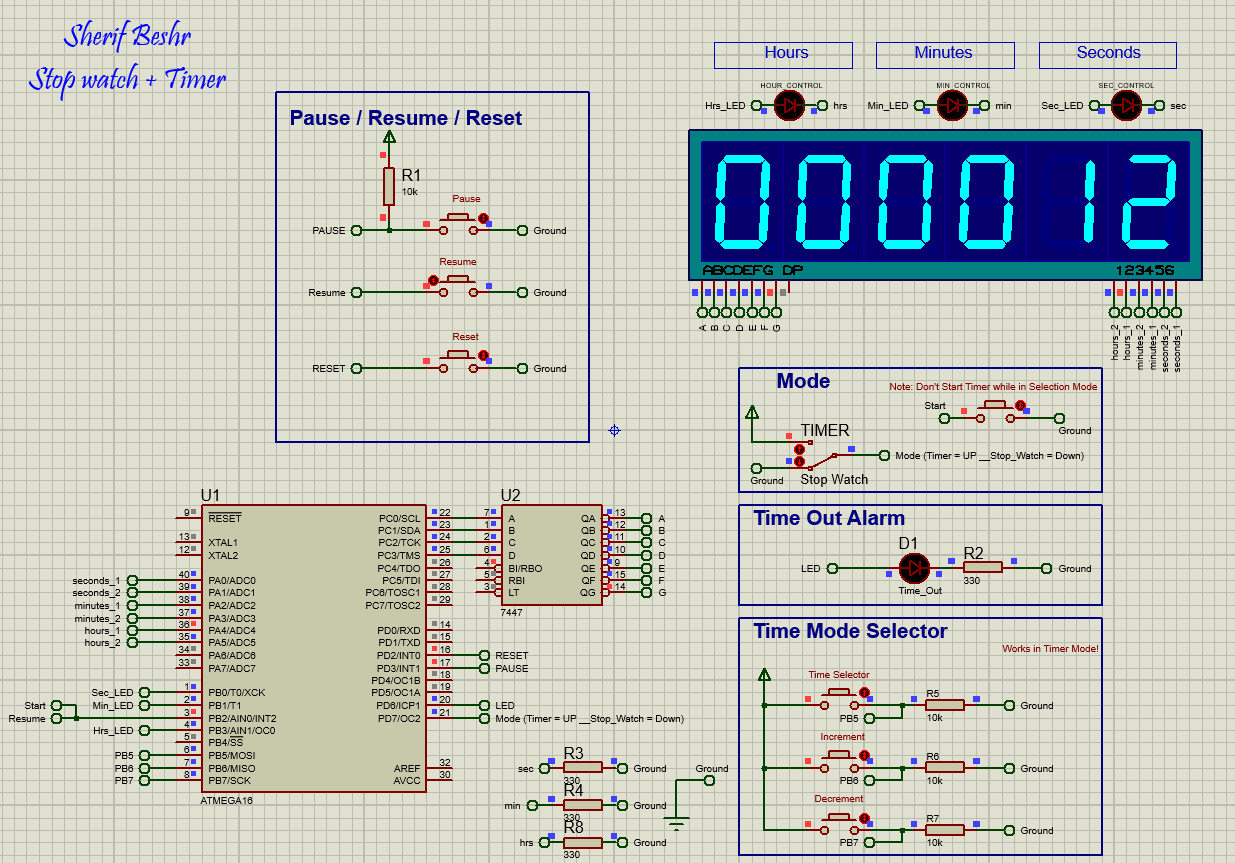 Sherif Beshr
Stop watch + Timer
Hours
Minutes
Seconds
HOUR_CONTROL
MIN_CONTROL
SEC_CONTROL
Hrs_LED
hrs
Min_LED
min
Sec_LED
sec
000012
ABCDEFG DP
123456
A
B
C
D
E
F
G
hours_2
hours_1
minutes_2
minutes_1
seconds_2
seconds_1
Pause / Resume / Reset
R1
10k
Pause
PAUSE
Ground
Resume
Resume
Ground
Reset
RESET
Ground
Mode
Note: Don't Start Timer while in Selection Mode
Start
Ground
TIMER
Mode (Timer = UP __Stop_Watch = Down)
Ground
Stop Watch
Time Out Alarm
D1
R2
LED
330
Ground
Time_Out
Time Mode Selector
Works in Timer Mode!
Time Selector
R5
PB5
10k
Ground
Increment
R6
PB6
10k
Ground
Decrement
R7
PB7
10k
Ground
U1
9 RESET
13 XTAL1
12 XTAL2
seconds_1 40 PA0/ADC0
seconds_2 39 PA1/ADC1
minutes_1 38 PA2/ADC2
minutes_2 37 PA3/ADC3
hours_1 36 PA4/ADC4
hours_2 35 PA5/ADC5
34 PA6/ADC6
33 PA7/ADC7
Sec_LED 1 PB0/T0/XCK
Min_LED 2 PB1/T1
Start
Resume 3 PB2/AIN0/INT2
Hrs_LED 4 PB3/AIN1/OC0
5 PB4/SS
PB5 6 PB5/MOSI
PB6 7 PB6/MISO
PB7 8 PB7/SCK
ATMEGA16
PC0/SCL 22
PC1/SDA 23
PC2/TCK 24
PC3/TMS 25
PC4/TDO 26
PC5/TDI 27
PC6/TOSC1 28
PC7/TOSC2 29
PD0/RXD 14
PD1/TXD 15
PD2/INT0 16 RESET
PD3/INT1 17 PAUSE
PD4/OC1B 18
PD5/OC1A 19
PD6/ICP1 20 LED
PD7/OC2 21 Mode (Timer = UP __Stop_Watch = Down)
AREF 32
AVCC 30
U2
7 A QA 13 A
1 B QB 12 B
2 C QC 11 C
6 D QD 10 D
4 BI/RBO QE 9 E
5 RBI QF 15 F
3 LT QG 14 G
7447
R3
sec
330
Ground
R4
min
330
Ground
R8
hrs
330
Ground
Ground